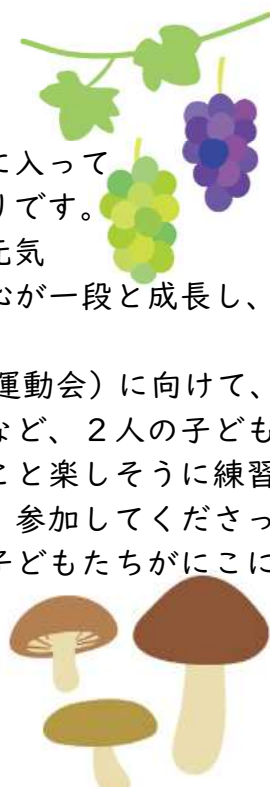 に入って
りです。
元気
むが一段と成長し、
運動会）に向けて、
など、２人の子ども
こと楽しそうに練習
参加してくださっ
子どもたちがにこに